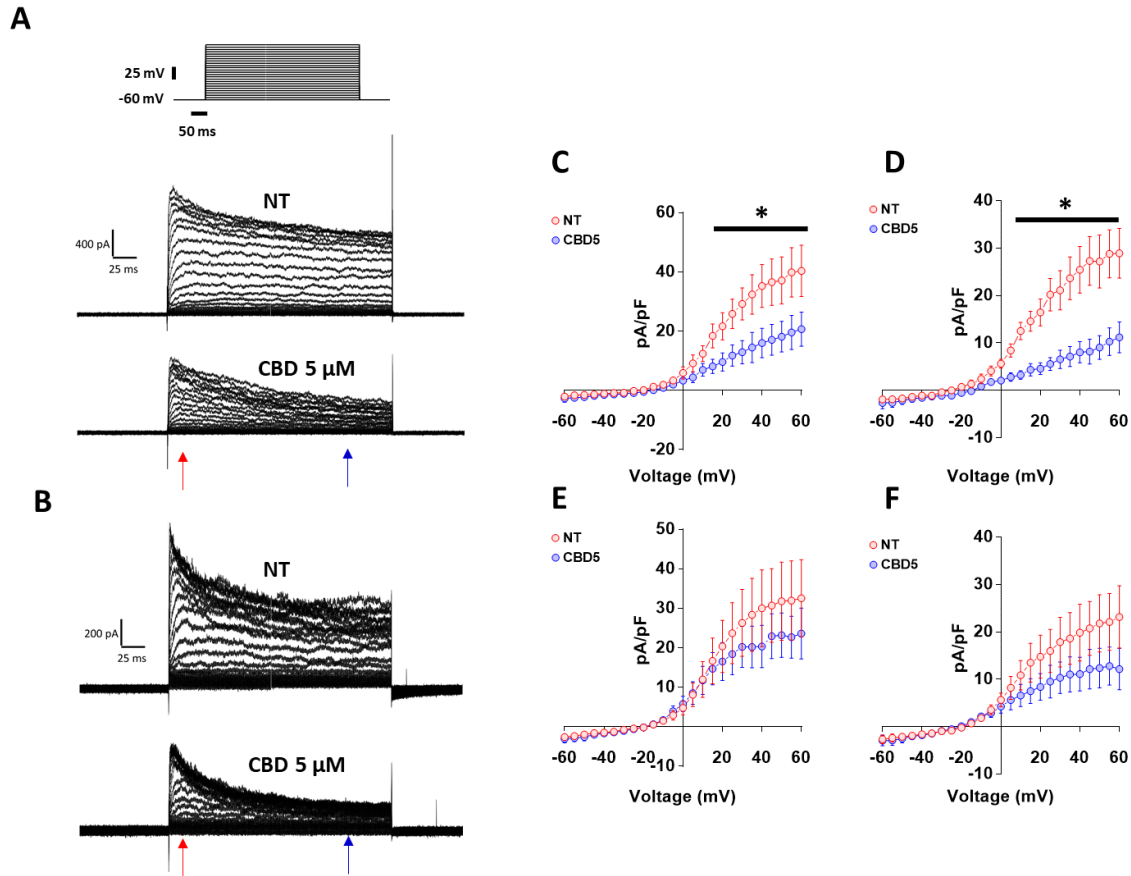 A
25 mV
-60 mV
50 ms
NT
400 pA
25 ms
CBD 5 µM
B
NT
200 pA
25 ms
CBD 5 µM
C
NT
CBD5
60
40
20
-20
pA/pF
-60 -40 -20 20 40 60
Voltage (mV)
*
D
NT
CBD5
40
30
20
10
-10
pA/pF
-60 -40 -20 20 40 60
Voltage (mV)
*
E
NT
CBD5
50
40
30
20
10
-10
pA/pF
-60 -40 -20 20 40 60
Voltage (mV)
F
NT
CBD5
40
30
20
10
-10
pA/pF
-60 -40 -20 20 40 60
Voltage (mV)